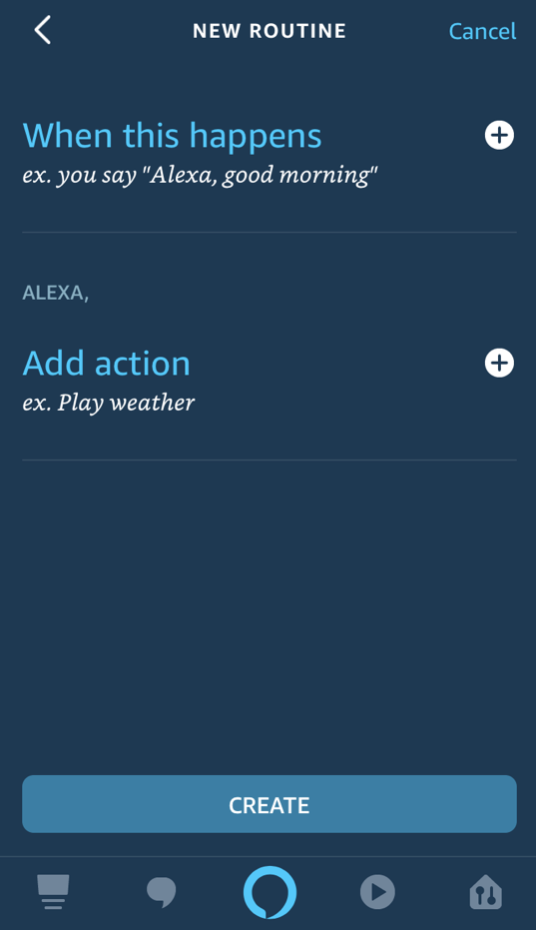 NEW ROUTINE
Cancel
When this happens
ex. you say "Alexa, good morning"
ALEXA,
Add action
ex. Play weather
CREATE